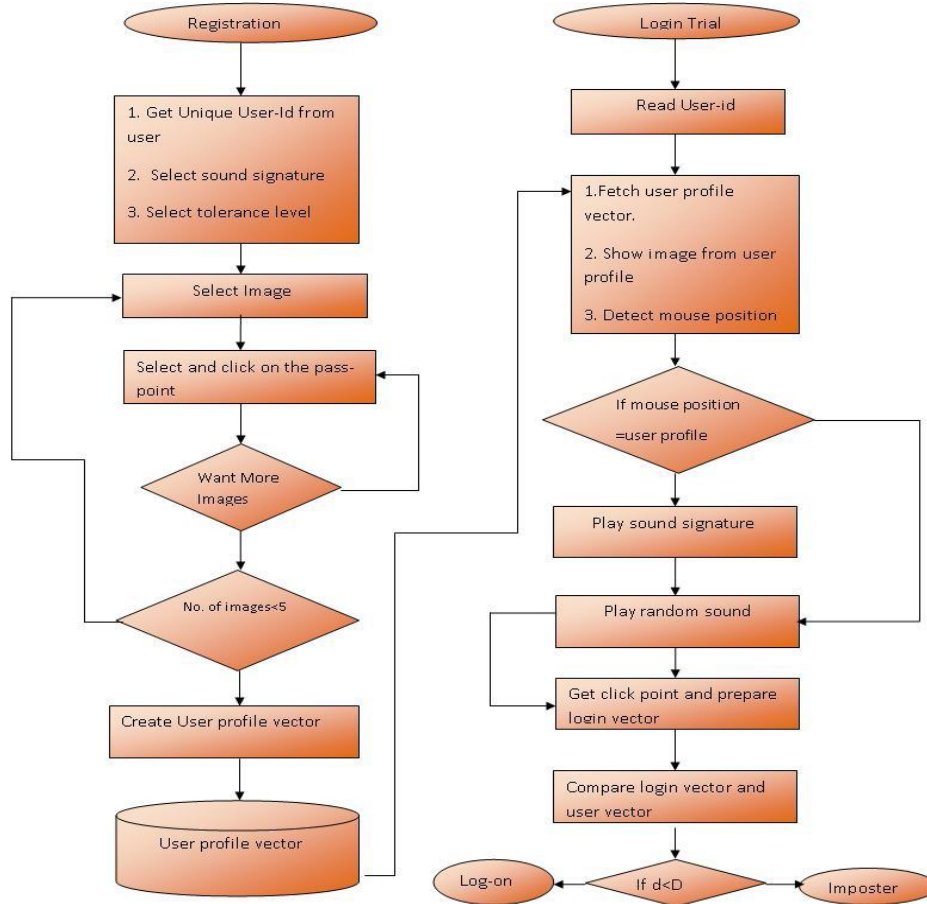 Registration
1. Get Unique User-Id from
user
2. Select sound signature
3. Select tolerance level
Select Image
Select and click on the pass-
point
Want More
Images
No. of images<5
Create User profile vector
User profile vector
Login Trial
Read User-id
1.Fetch user profile
vector.
2. Show image from user
profile
3. Detect mouse position
If mouse position
=user profile
Play sound signature
Play random sound
Get click point and prepare
login vector
Compare login vector and
user vector
If d<D
Log-on
Imposter